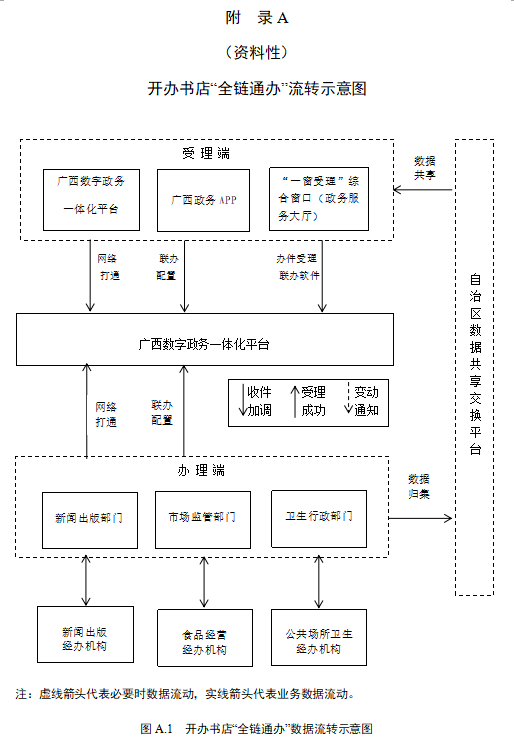 附 录 A
（资料性）
开办书店“全链通办”流转示意图
受 理 端
数据
共享
广西数字政务
一体化平台
广西政务 APP
“一窗受理”综
合窗口（政务服
务大厅）
网络
打通
联办
配置
办件受理
联办软件
自治区数据共享交换平台
广西数字政务一体化平台
收件
加调
受理
成功
变动
通知
网络
打通
联办
配置
办 理 端
数据
归集
新闻出版部门
市场监管部门
卫生行政部门
新闻出版
经办机构
食品经营
经办机构
公共场所卫生
经办机构
注：虚线箭头代表必要时数据流动，实线箭头代表业务数据流动。
图 A.1 开办书店“全链通办”数据流转示意图